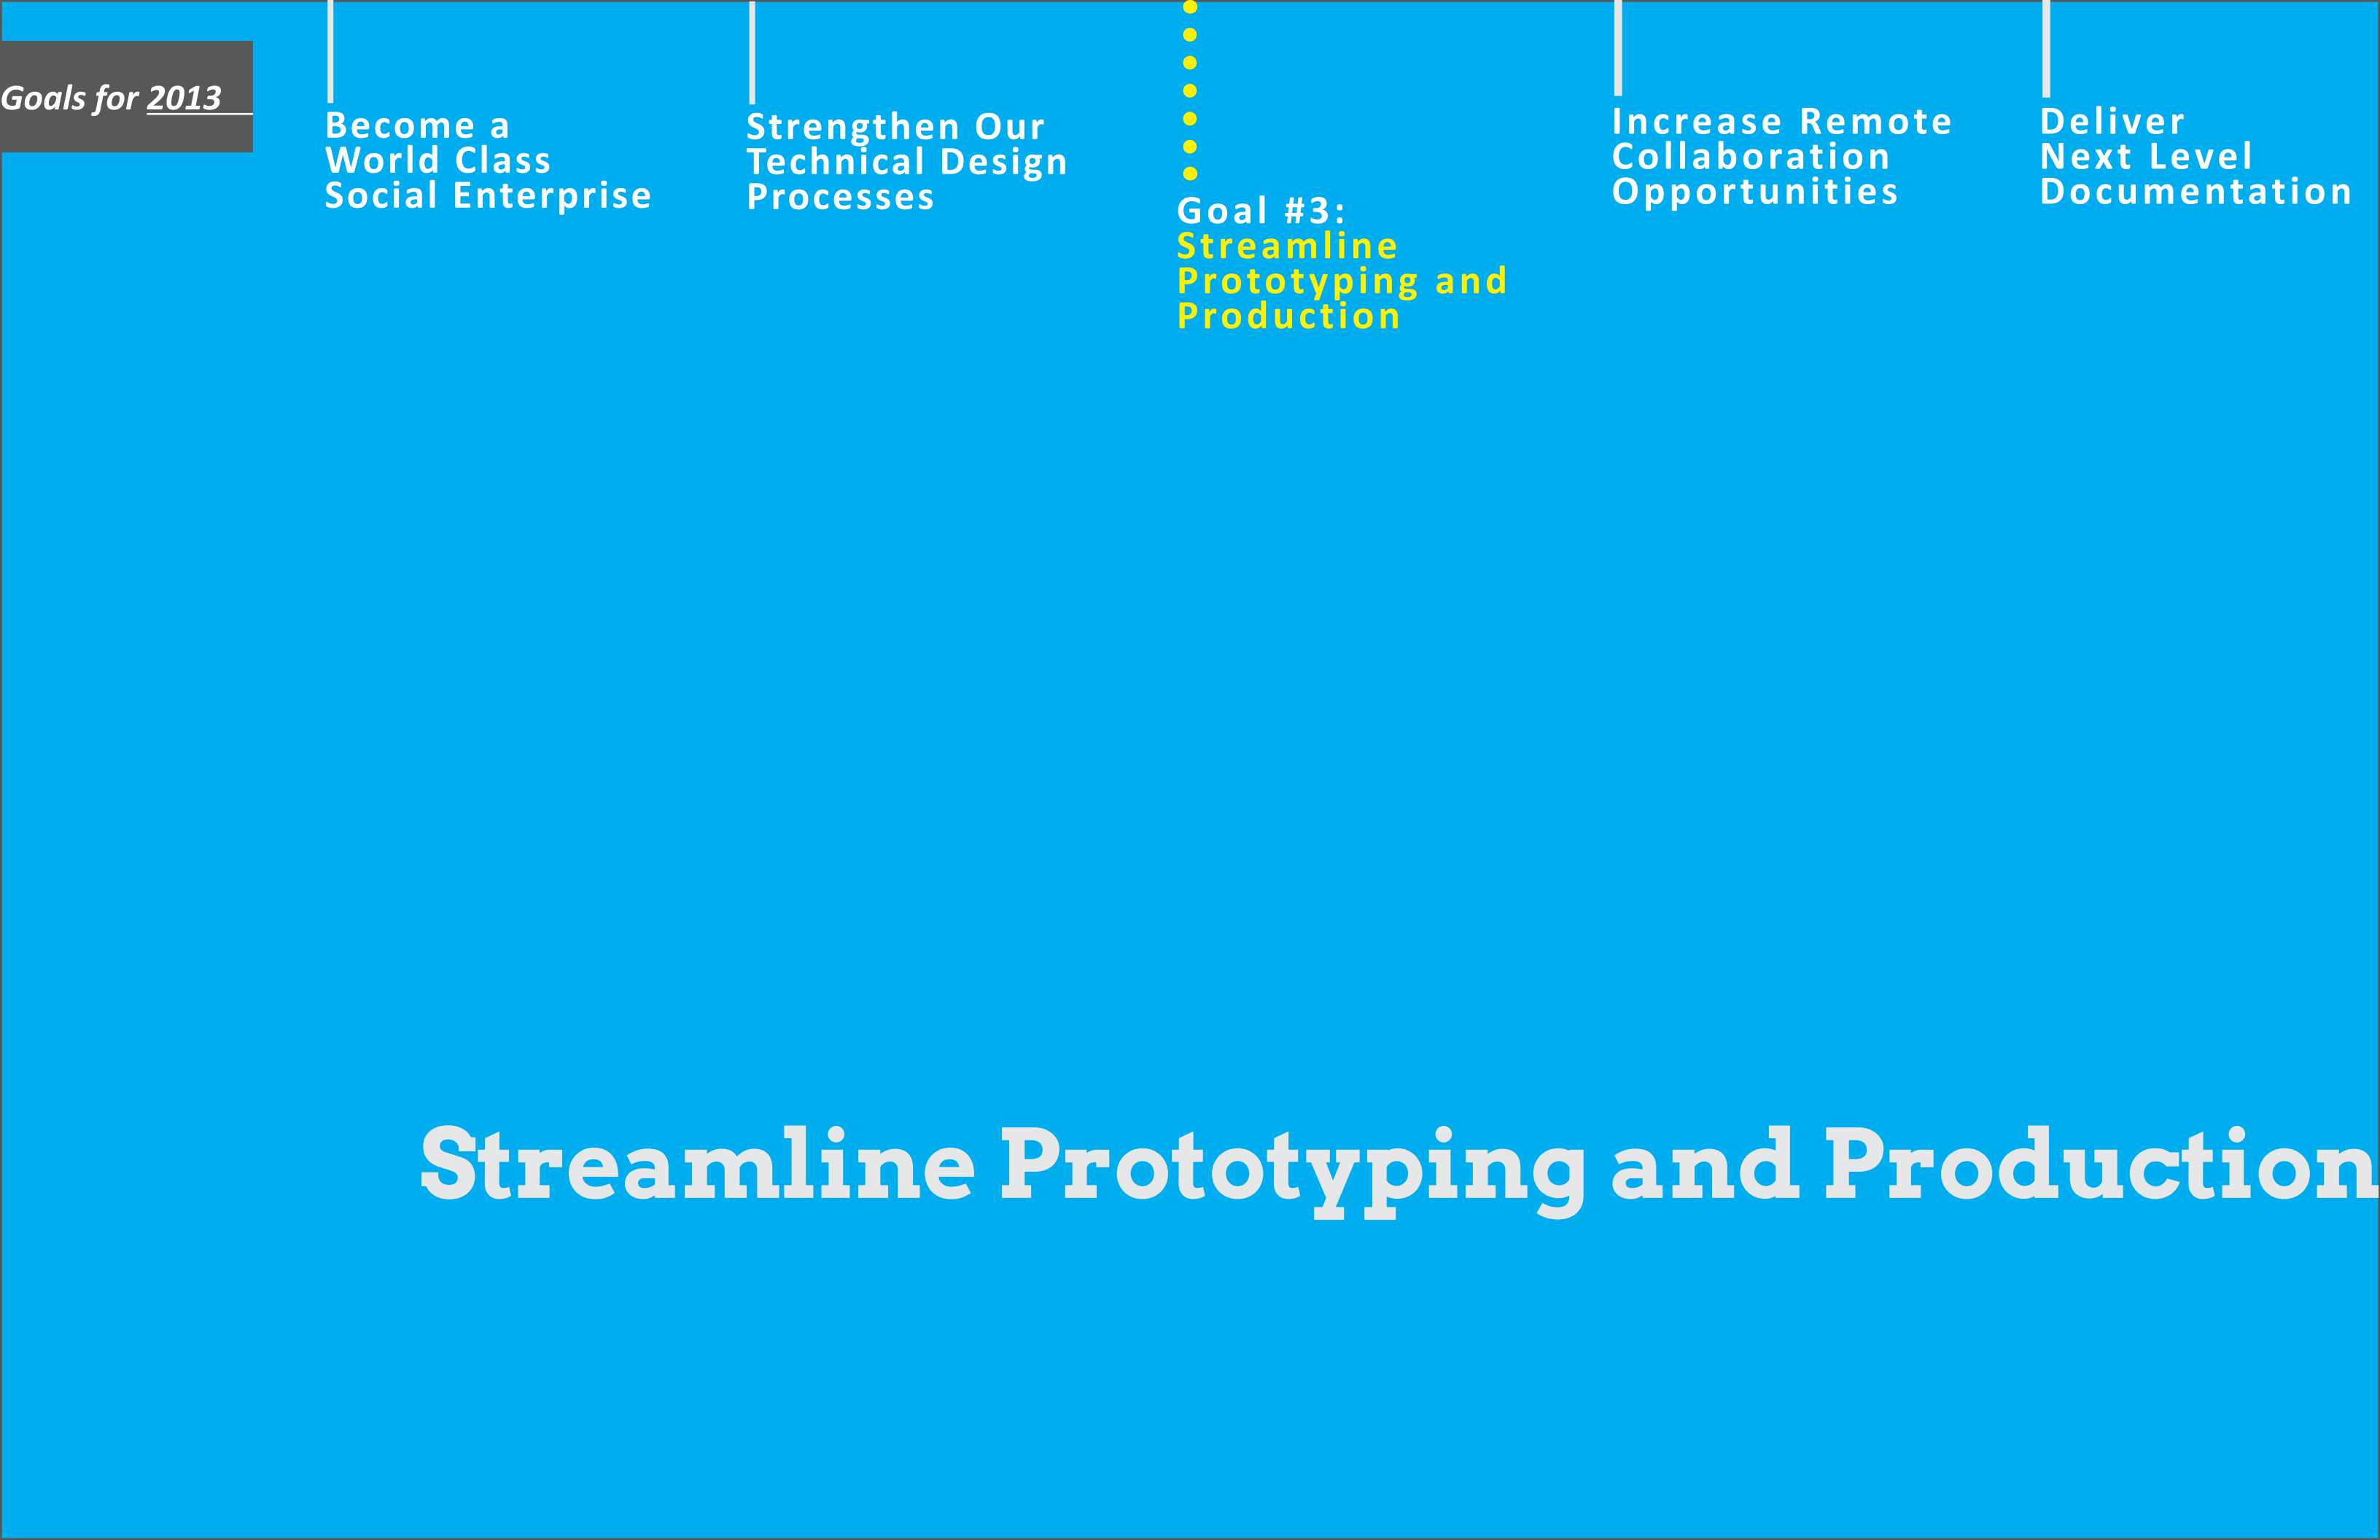 Goals for 2013
Become a
World Class
Social Enterprise
Strengthen Our
Technical Design
Processes
Goal #3:
Streamline
Prototyping and
Production
Increase Remote
Collaboration
Opportunities
Deliver
Next Level
Documentation
Streamline Prototyping and Production